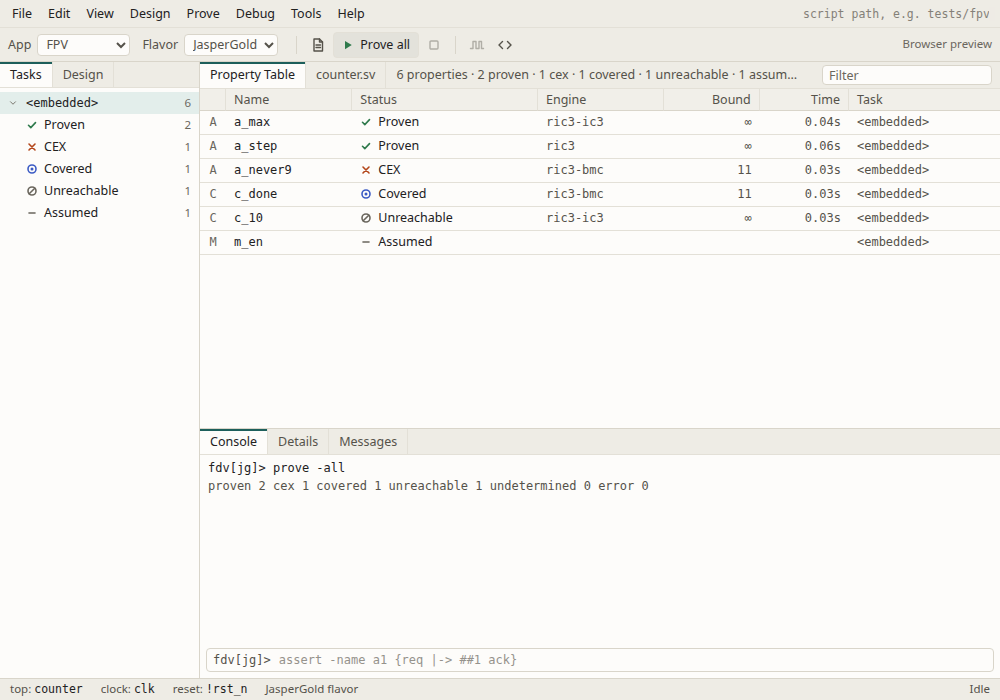 File Edit View Design Prove Debug Tools Help script path, e.g. tests/fpv
App FPV Flavor JasperGold Prove all Browser preview
Tasks Design
<embedded> 6
Proven 2
CEX 1
Covered 1
Unreachable 1
Assumed 1
Property Table counter.sv 6 properties · 2 proven · 1 cex · 1 covered · 1 unreachable · 1 assum... Filter
Name Status Engine Bound Time Task
A a_max Proven ric3-ic3 ∞ 0.04s <embedded>
A a_step Proven ric3 ∞ 0.06s <embedded>
A a_never9 CEX ric3-bmc 11 0.03s <embedded>
C c_done Covered ric3-bmc 11 0.03s <embedded>
C c_10 Unreachable ric3-ic3 ∞ 0.03s <embedded>
M m_en Assumed <embedded>
Console Details Messages
fdv[jg]> prove -all
proven 2 cex 1 covered 1 unreachable 1 undetermined 0 error 0
fdv[jg]> assert -name a1 {req |-> ##1 ack}
top: counter clock: clk reset: !rst_n JasperGold flavor Idle